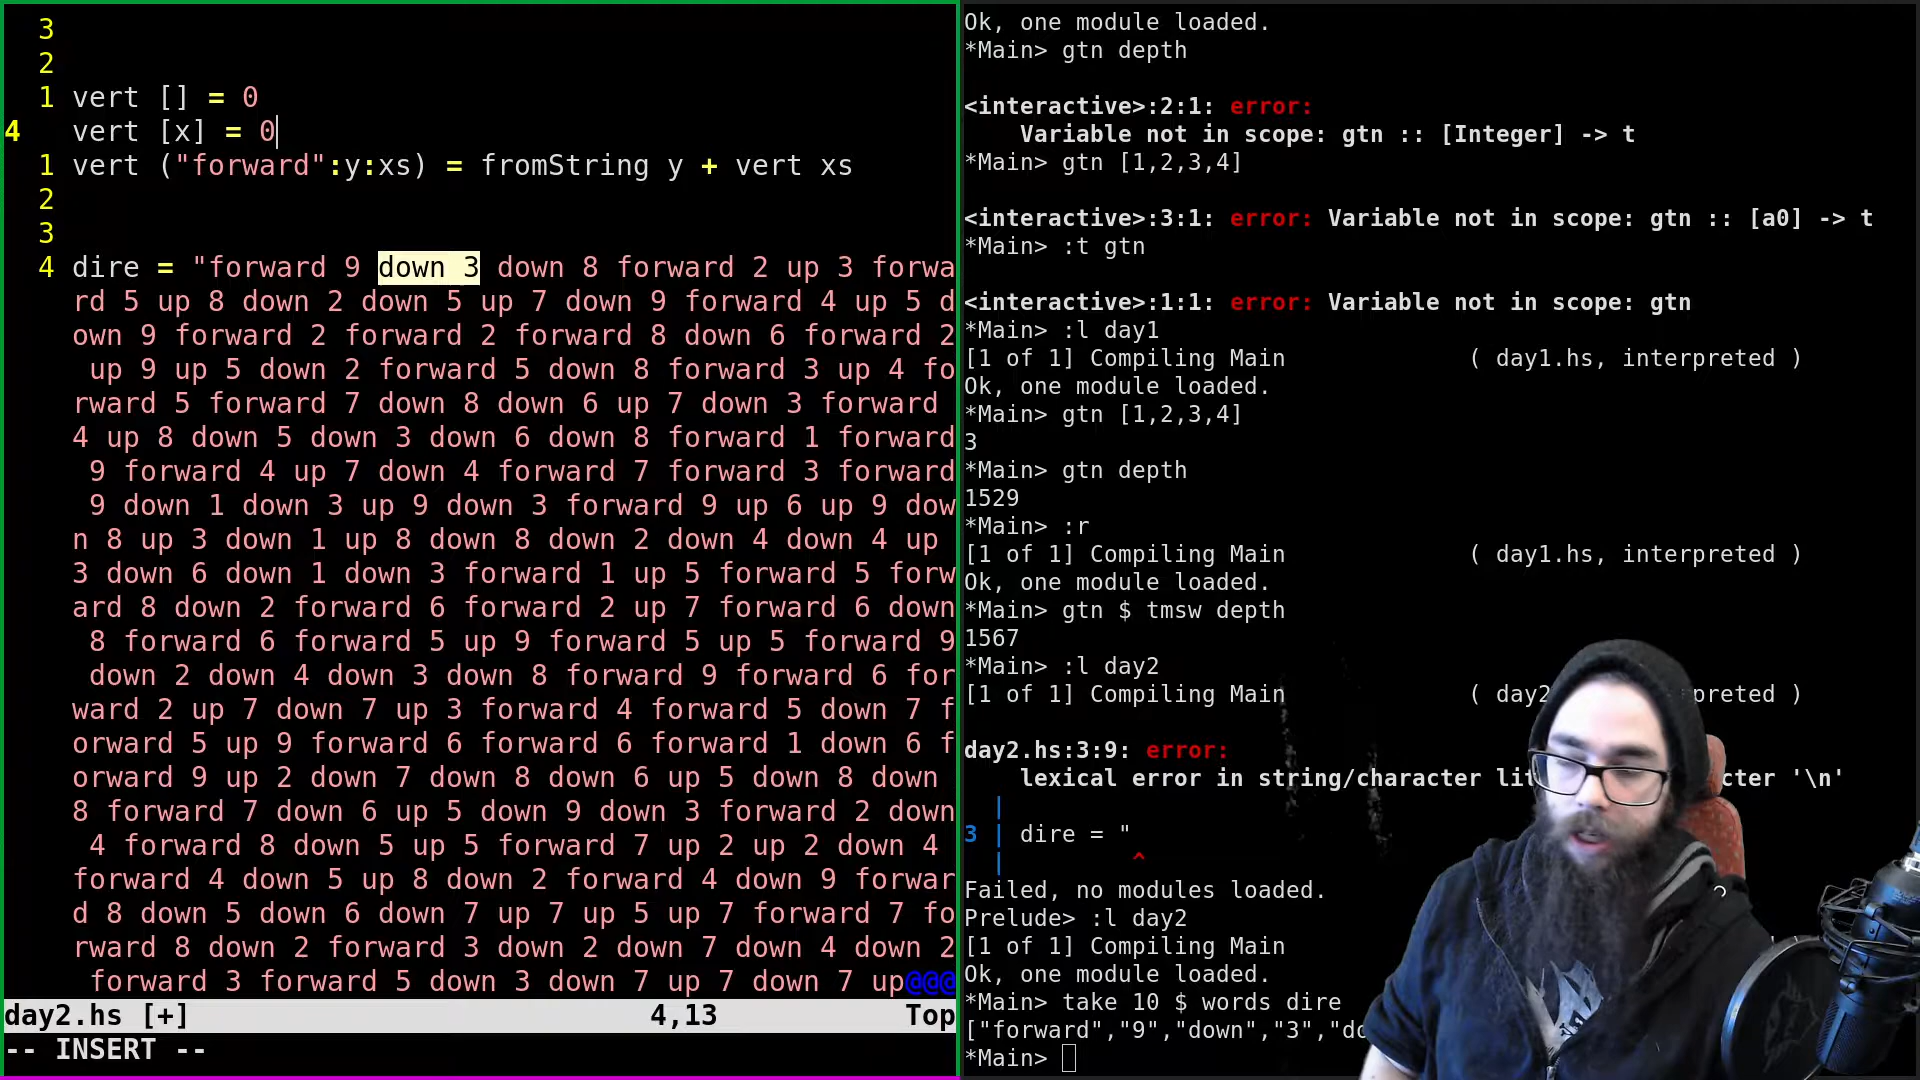 3
2
1 vert [] = 0
4 vert [x] = 0
1 vert ("forward":y:xs) = fromString y + vert xs
2
3
4 dire = "forward 9 down 3 down 8 forward 2 up 3 forwa
rd 5 up 8 down 2 down 5 up 7 down 9 forward 4 up 5 d
own 9 forward 2 forward 2 forward 8 down 6 forward 2
up 9 up 5 down 2 forward 5 down 8 forward 3 up 4 fo
rward 5 forward 7 down 8 down 6 up 7 down 3 forward
4 up 8 down 5 down 3 down 6 down 8 forward 1 forward
9 forward 4 up 7 down 4 forward 7 forward 3 forward
9 down 1 down 3 up 9 down 3 forward 9 up 6 up 9 dow
n 8 up 3 down 1 up 8 down 8 down 2 down 4 down 4 up
3 down 6 down 1 down 3 forward 1 up 5 forward 5 forw
ard 8 down 2 forward 6 forward 2 up 7 forward 6 down
8 forward 6 forward 5 up 9 forward 5 up 5 forward 9
down 2 down 4 down 3 down 8 forward 9 forward 6 for
ward 2 up 7 down 7 up 3 forward 4 forward 5 down 7 f
orward 5 up 9 forward 6 forward 6 forward 1 down 6 f
orward 9 up 2 down 7 down 8 down 6 up 5 down 8 down
8 forward 7 down 6 up 5 down 9 down 3 forward 2 down
4 forward 8 down 5 up 5 forward 7 up 2 up 2 down 4
forward 4 down 5 up 8 down 2 forward 4 down 9 forwar
d 8 down 5 down 6 down 7 up 7 up 5 up 7 forward 7 fo
rward 8 down 2 forward 3 down 2 down 7 down 4 down 2
forward 3 forward 5 down 3 down 7 up 7 down 7 up@@@
day2.hs [+] 4,13 Top
-- INSERT --
Ok, one module loaded.
*Main> gtn depth
<interactive>:2:1: error:
Variable not in scope: gtn :: [Integer] -> t
*Main> gtn [1,2,3,4]
<interactive>:3:1: error: Variable not in scope: gtn :: [a0] -> t
*Main> :t gtn
<interactive>:1:1: error: Variable not in scope: gtn
*Main> :l day1
[1 of 1] Compiling Main ( day1.hs, interpreted )
Ok, one module loaded.
*Main> gtn [1,2,3,4]
3
*Main> gtn depth
1529
*Main> :r
[1 of 1] Compiling Main ( day1.hs, interpreted )
Ok, one module loaded.
*Main> gtn $ tmsw depth
1567
*Main> :l day2
[1 of 1] Compiling Main ( day2 preted )
day2.hs:3:9: error:
lexical error in string/character lit cter '\n'
|
3 | dire = "
| ^
Failed, no modules loaded.
Prelude> :l day2
[1 of 1] Compiling Main
Ok, one module loaded.
*Main> take 10 $ words dire
["forward","9","down","3","do
*Main>